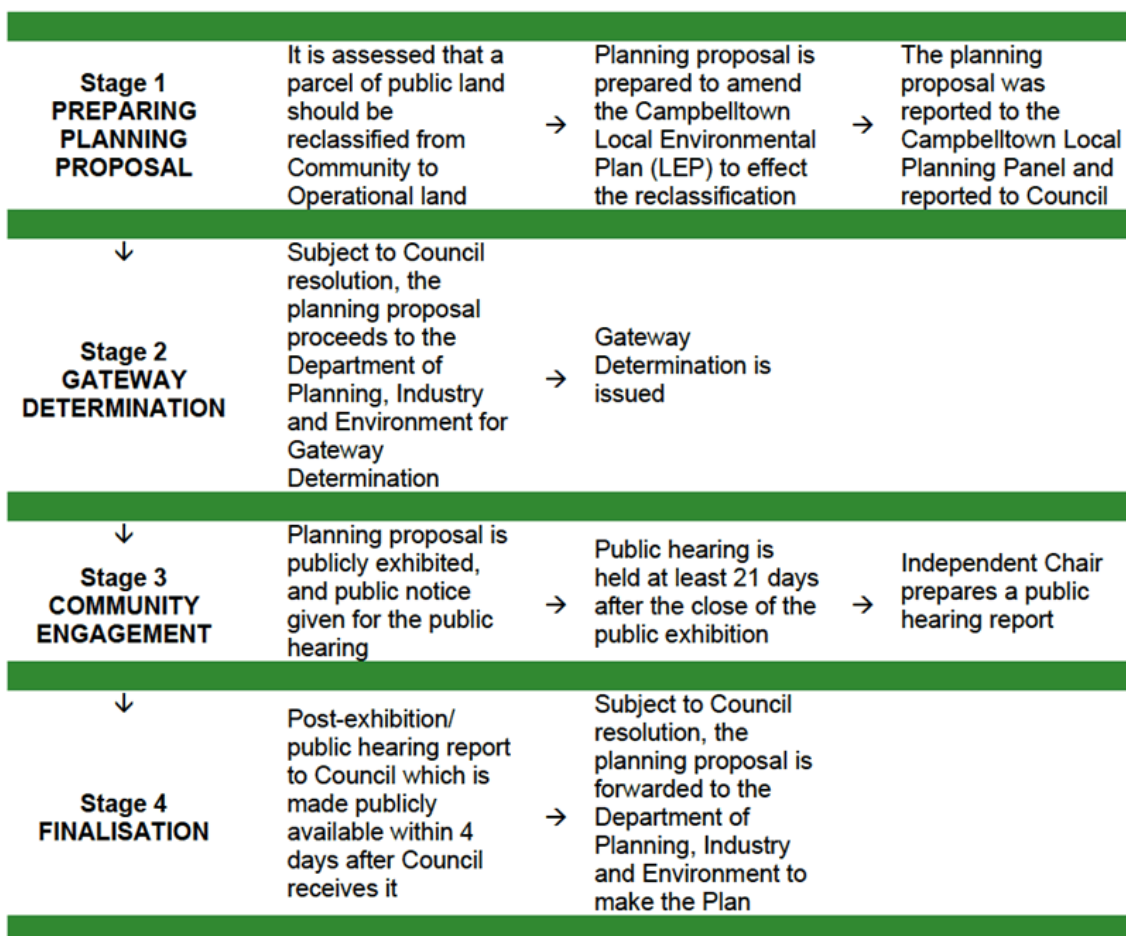 Stage 1
PREPARING
PLANNING
PROPOSAL
It is assessed that a
parcel of public land
should be
reclassified from
Community to
Operational land
→
Planning proposal is
prepared to amend
the Campbelltown
Local Environmental
Plan (LEP) to effect
the reclassification
→
The planning
proposal was
reported to the
Campbelltown Local
Planning Panel and
reported to Council
↓
Stage 2
GATEWAY
DETERMINATION
Subject to Council
resolution, the
planning proposal
proceeds to the
Department of
Planning, Industry
and Environment for
Gateway
Determination
→
Gateway
Determination is
issued
↓
Stage 3
COMMUNITY
ENGAGEMENT
Planning proposal is
publicly exhibited,
and public notice
given for the public
hearing
→
Public hearing is
held at least 21 days
after the close of the
public exhibition
→
Independent Chair
prepares a public
hearing report
↓
Stage 4
FINALISATION
Post-exhibition/
public hearing report
to Council which is
made publicly
available within 4
days after Council
receives it
→
Subject to Council
resolution, the
planning proposal is
forwarded to the
Department of
Planning, Industry
and Environment to
make the Plan